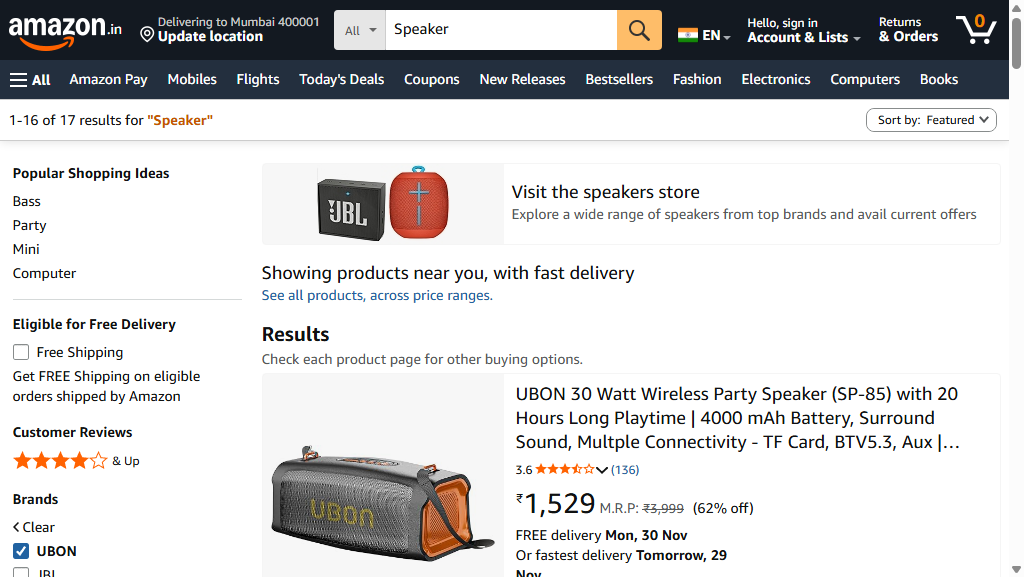 amazon.in
Delivering to Mumbai 400001
Update location
All
Speaker
EN
Hello, sign in
Account & Lists
Returns
& Orders
0
All
Amazon Pay
Mobiles
Flights
Today's Deals
Coupons
New Releases
Bestsellers
Fashion
Electronics
Computers
Books
1-16 of 17 results for "Speaker"
Sort by: Featured
Popular Shopping Ideas
Bass
Party
Mini
Computer
Eligible for Free Delivery
Free Shipping
Get FREE Shipping on eligible
orders shipped by Amazon
Customer Reviews
& Up
Brands
Clear
UBON
JBL
JBL
Visit the speakers store
Explore a wide range of speakers from top brands and avail current offers
Showing products near you, with fast delivery
See all products, across price ranges.
Results
Check each product page for other buying options.
UBON
UBON 30 Watt Wireless Party Speaker (SP-85) with 20
Hours Long Playtime | 4000 mAh Battery, Surround
Sound, Multple Connectivity - TF Card, BTV5.3, Aux |...
3.6 (136)
₹1,529 M.R.P: ₹3,999 (62% off)
FREE delivery Mon, 30 Nov
Or fastest delivery Tomorrow, 29
Nov